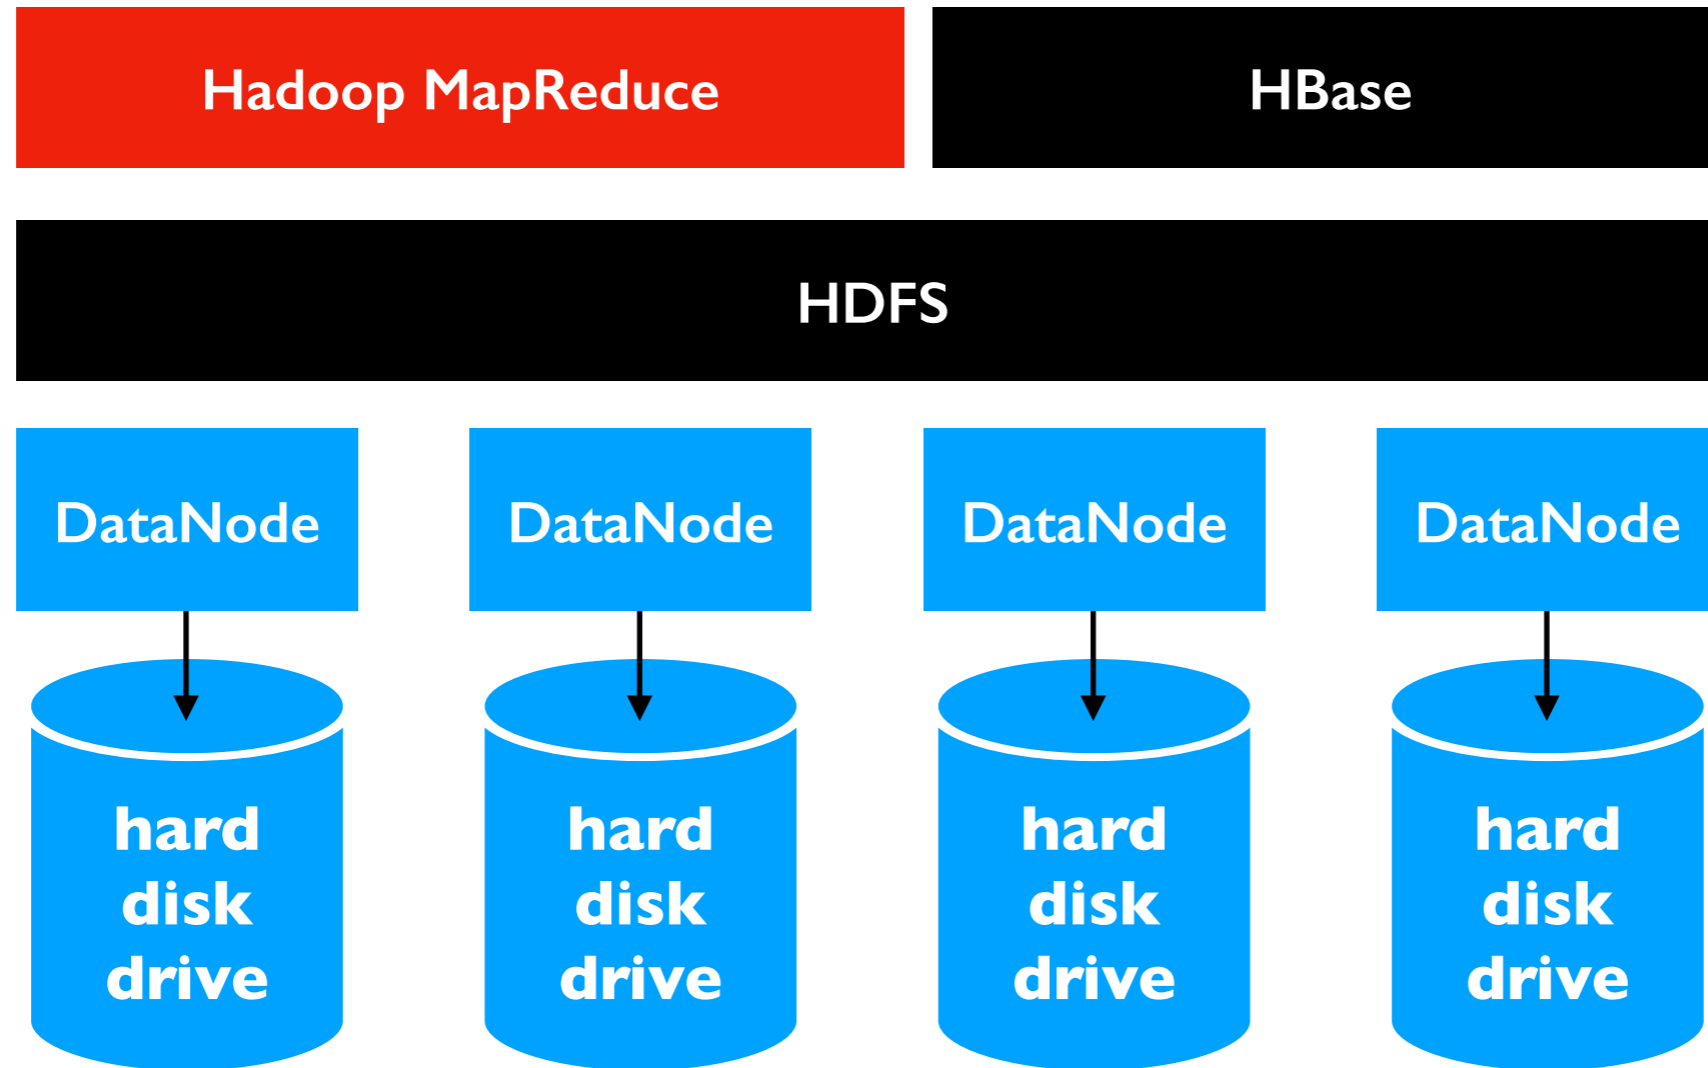 Hadoop MapReduce
HBase
HDFS
DataNode
DataNode
DataNode
DataNode
hard
disk
drive
hard
disk
drive
hard
disk
drive
hard
disk
drive